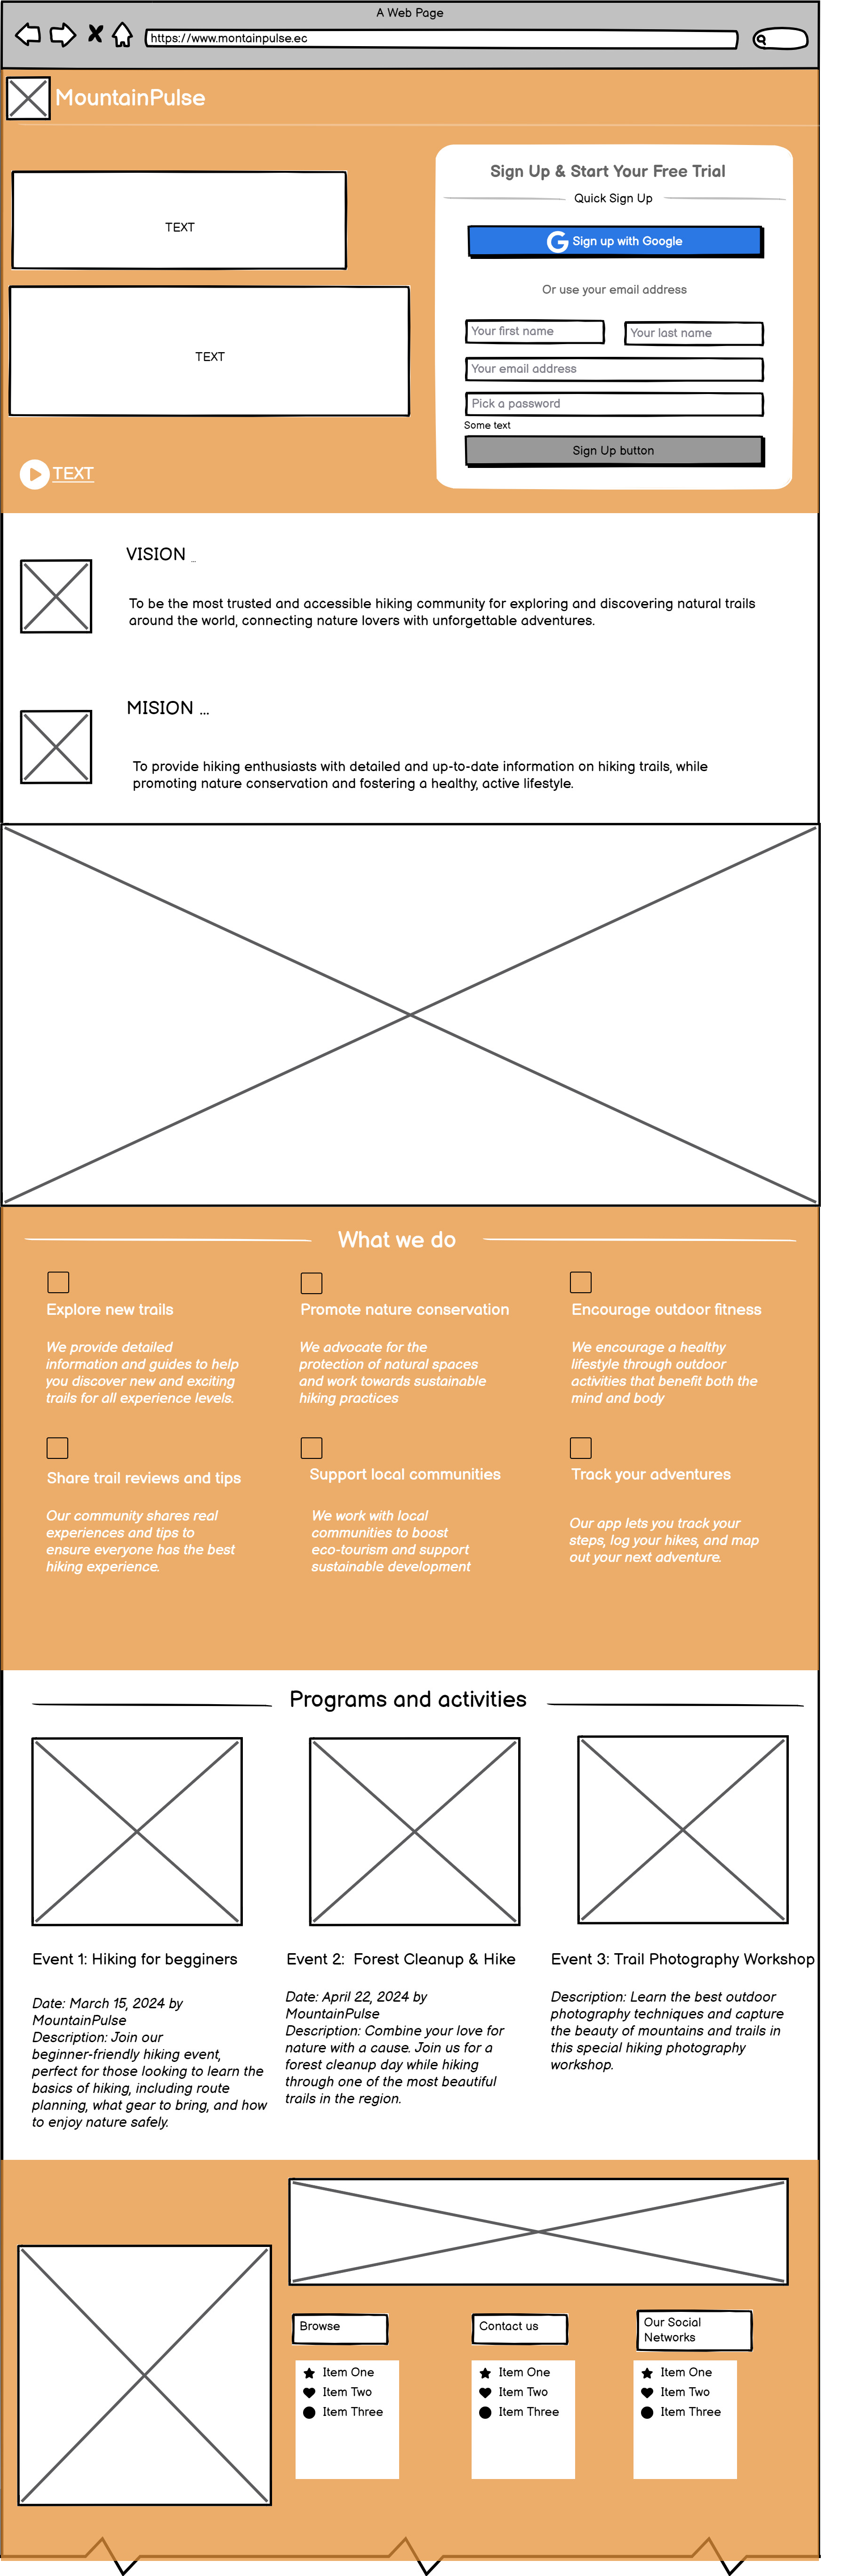 A Web Page
https://www.montainpulse.ec
MountainPulse
TEXT
TEXT
TEXT
Sign Up & Start Your Free Trial
Quick Sign Up
Sign up with Google
Or use your email address
Your first name
Your last name
Your email address
Pick a password
Some text
Sign Up button
VISION ...
To be the most trusted and accessible hiking community for exploring and discovering natural trails
around the world, connecting nature lovers with unforgettable adventures.
MISION ...
To provide hiking enthusiasts with detailed and up-to-date information on hiking trails, while
promoting nature conservation and fostering a healthy, active lifestyle.
What we do
Explore new trails
We provide detailed
information and guides to help
you discover new and exciting
trails for all experience levels.
Promote nature conservation
We advocate for the
protection of natural spaces
and work towards sustainable
hiking practices
Encourage outdoor fitness
We encourage a healthy
lifestyle through outdoor
activities that benefit both the
mind and body
Share trail reviews and tips
Our community shares real
experiences and tips to
ensure everyone has the best
hiking experience.
Support local communities
We work with local
communities to boost
eco-tourism and support
sustainable development
Track your adventures
Our app lets you track your
steps, log your hikes, and map
out your next adventure.
Programs and activities
Event 1: Hiking for begginers
Date: March 15, 2024 by
MountainPulse
Description: Join our
beginner-friendly hiking event,
perfect for those looking to learn the
basics of hiking, including route
planning, what gear to bring, and how
to enjoy nature safely.
Event 2: Forest Cleanup & Hike
Date: April 22, 2024 by
MountainPulse
Description: Combine your love for
nature with a cause. Join us for a
forest cleanup day while hiking
through one of the most beautiful
trails in the region.
Event 3: Trail Photography Workshop
Description: Learn the best outdoor
photography techniques and capture
the beauty of mountains and trails in
this special hiking photography
workshop.
Browse
Item One
Item Two
Item Three
Contact us
Item One
Item Two
Item Three
Our Social
Networks
Item One
Item Two
Item Three